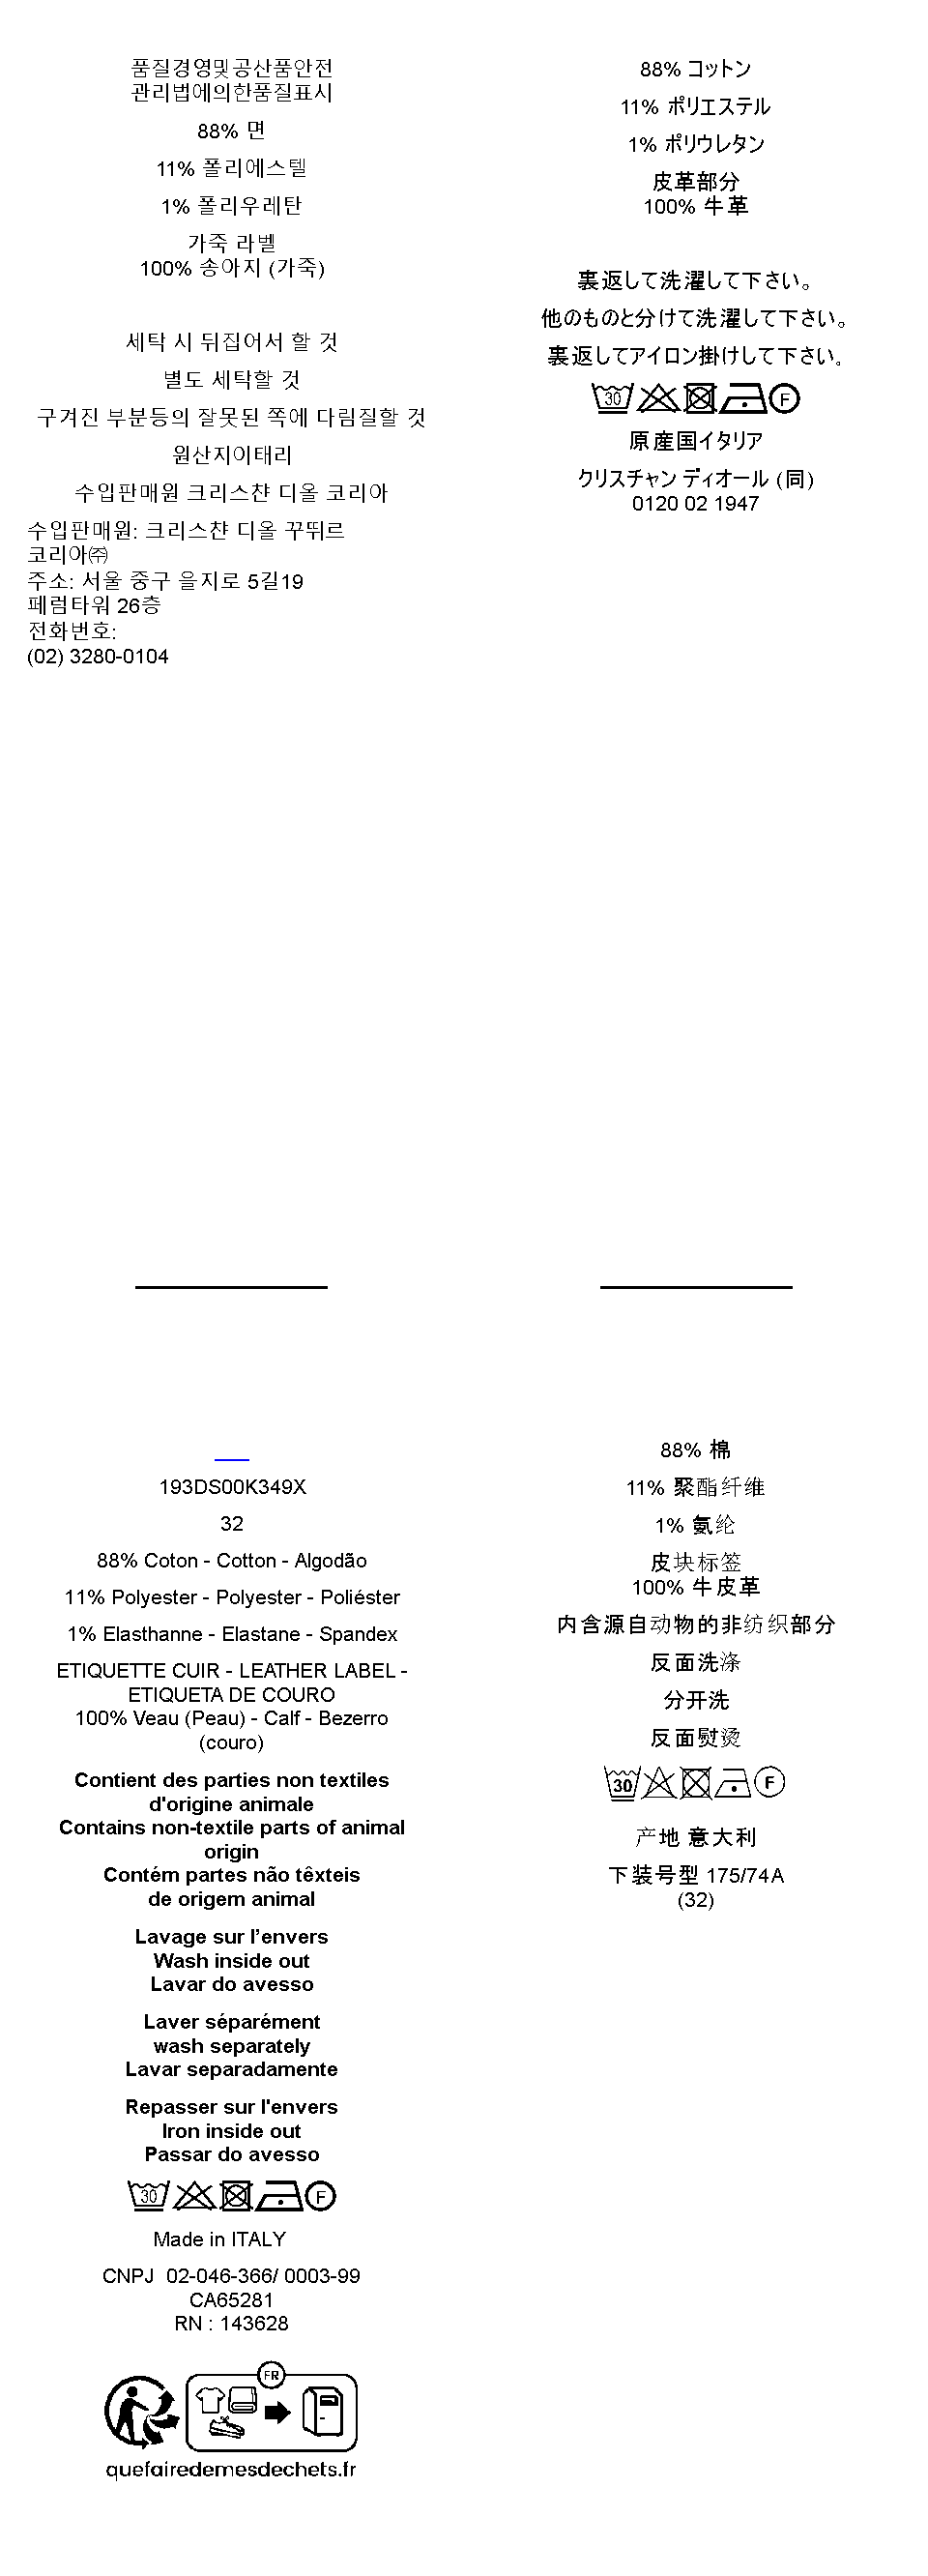 품질경영및공산품안전
관리법에의한품질표시
88% 면
11% 폴리에스텔
1% 폴리우레탄
가죽 라벨
100% 송아지 (가죽)
세탁 시 뒤집어서 할 것
별도 세탁할 것
구겨진 부분등의 잘못된 쪽에 다림질할 것
원산지이태리
수입판매원 크리스챤 디올 코리아
수입판매원: 크리스챤 디올 꾸뛰르
코리아㈜
주소: 서울 중구 을지로 5길19
페럼타워 26층
전화번호:
(02) 3280-0104
88% コットン
11% ポリエステル
1% ポリウレタン
皮革部分
100% 牛革
裏返して洗濯して下さい。
他のものと分けて洗濯して下さい。
裏返してアイロン掛けして下さい。
30 F
原産国イタリア
クリスチャン ディオール (同)
0120 02 1947
193DS00K349X
32
88% Coton - Cotton - Algodão
11% Polyester - Polyester - Poliéster
1% Elasthanne - Elastane - Spandex
ETIQUETTE CUIR - LEATHER LABEL -
ETIQUETA DE COURO
100% Veau (Peau) - Calf - Bezerro
(couro)
Contient des parties non textiles
d'origine animale
Contains non-textile parts of animal
origin
Contém partes não têxteis
de origem animal
Lavage sur l’envers
Wash inside out
Lavar do avesso
Laver séparément
wash separately
Lavar separadamente
Repasser sur l'envers
Iron inside out
Passar do avesso
30 F
Made in ITALY
CNPJ 02-046-366/ 0003-99
CA65281
RN : 143628
FR
quefairedemesdechets.fr
88% 棉
11% 聚酯纤维
1% 氨纶
皮块标签
100% 牛皮革
内含源自动物的非纺织部分
反面洗涤
分开洗
反面熨烫
30 F
产地 意大利
下装号型 175/74A
(32)